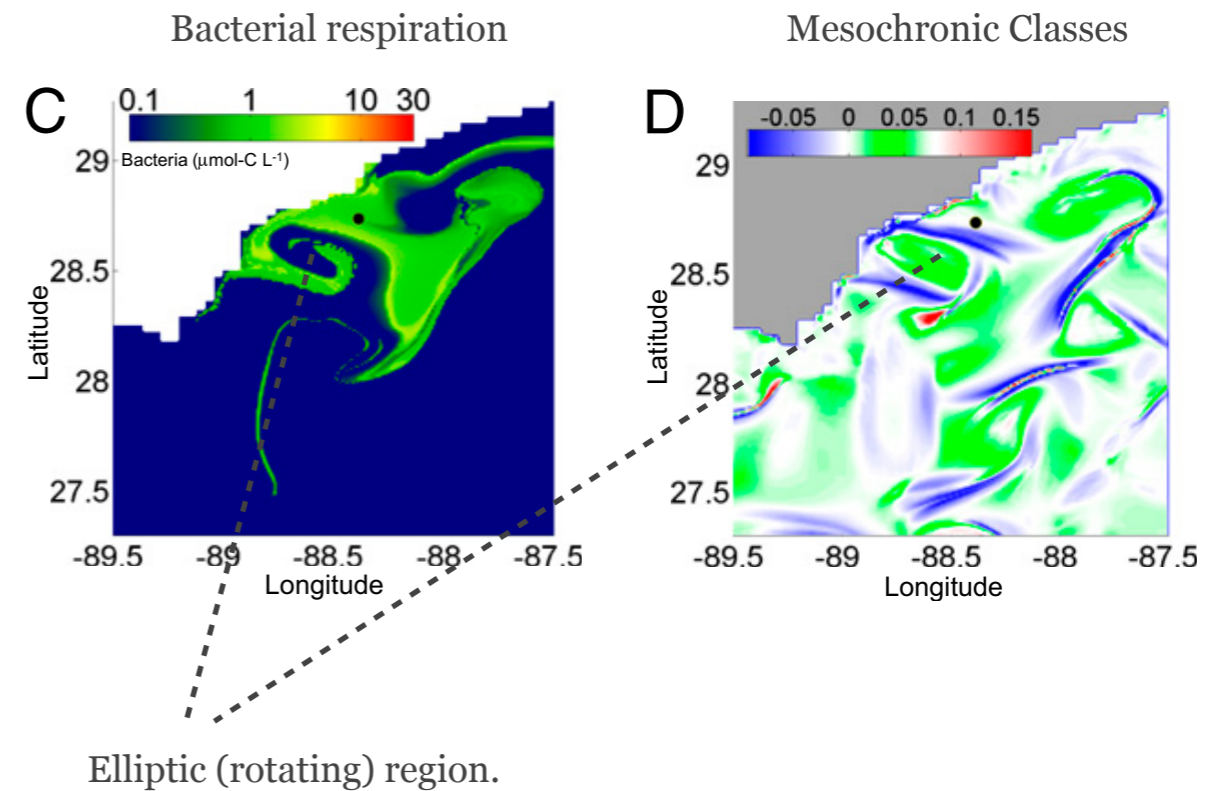 Bacterial respiration
Mesochronic Classes
C
0.1 1 10 30
Bacteria (μmol-C L-1)
29
28.5
28
27.5
Latitude
-89.5 -89 -88.5 -88 -87.5
Longitude
D
-0.05 0 0.05 0.1 0.15
29
28.5
28
27.5
Latitude
-89.5 -89 -88.5 -88 -87.5
Longitude
Elliptic (rotating) region.